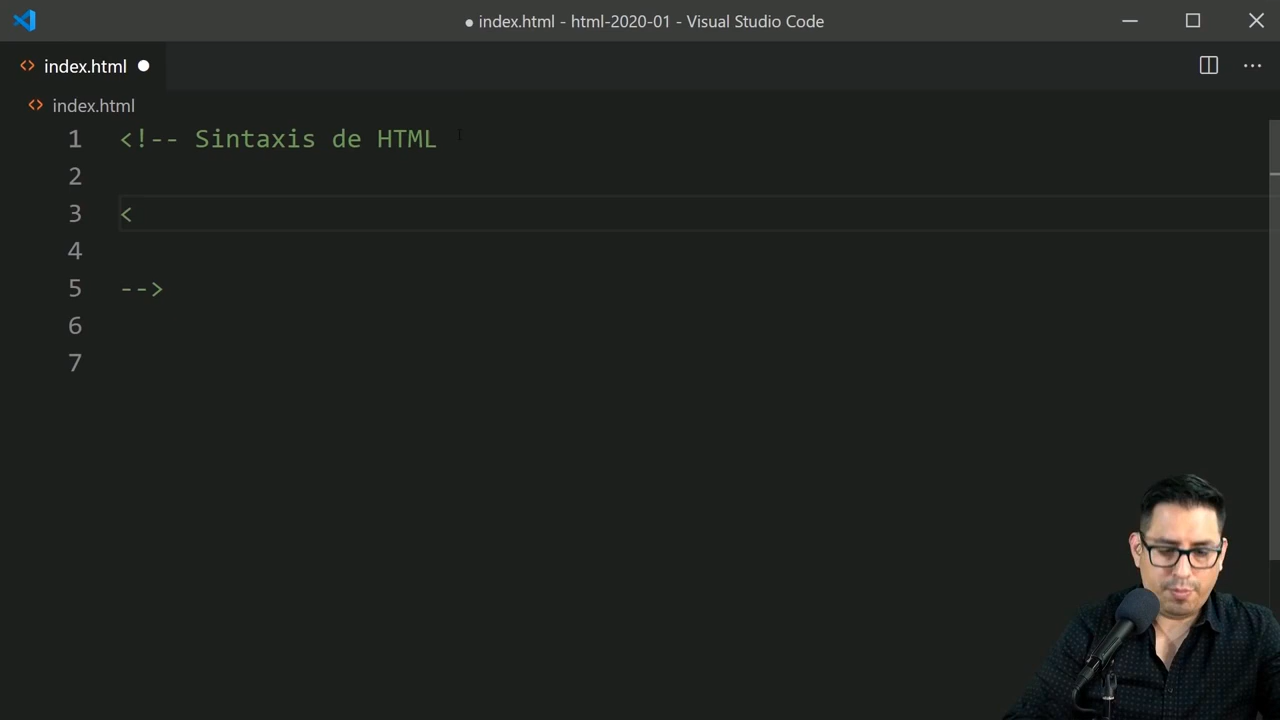 ● index.html - html-2020-01 - Visual Studio Code
index.html ●
index.html
1 <!-- Sintaxis de HTML
2
3 <
4
5 -->
6
7